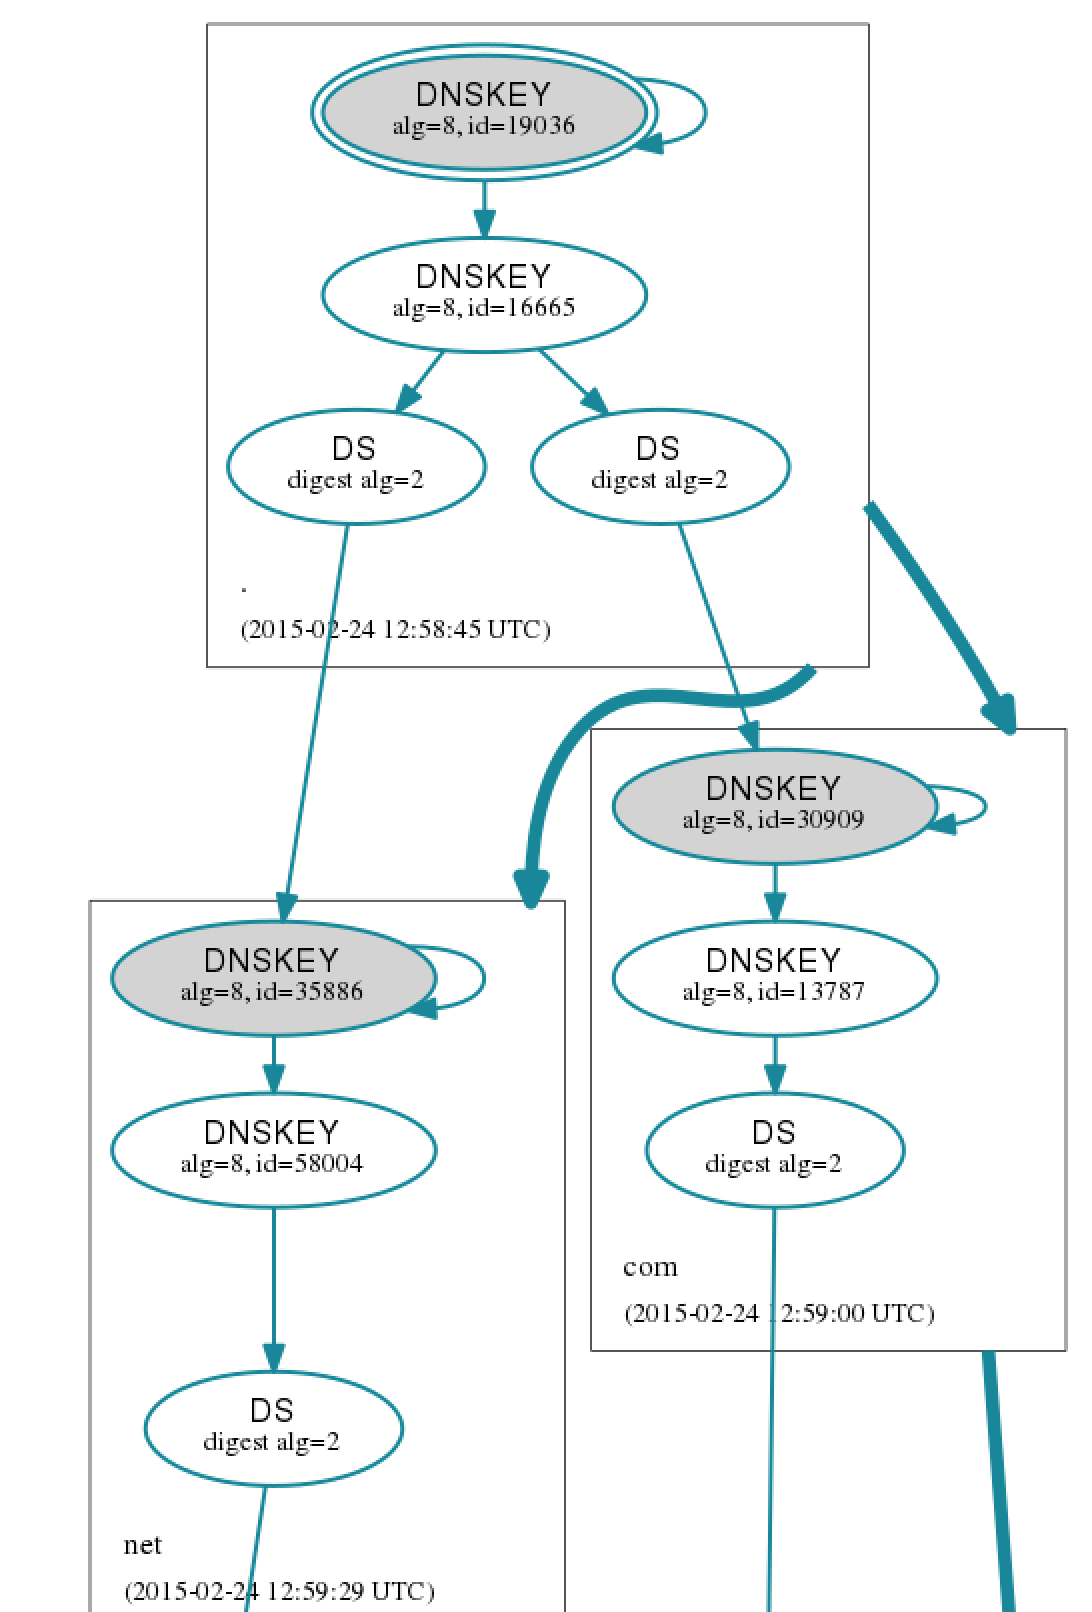 DNSKEY
alg=8, id=19036
DNSKEY
alg=8, id=16665
DS
digest alg=2
DS
digest alg=2
.
(2015-02-24 12:58:45 UTC)
DNSKEY
alg=8, id=30909
DNSKEY
alg=8, id=13787
DS
digest alg=2
com
(2015-02-24 12:59:00 UTC)
DNSKEY
alg=8, id=35886
DNSKEY
alg=8, id=58004
DS
digest alg=2
net
(2015-02-24 12:59:29 UTC)